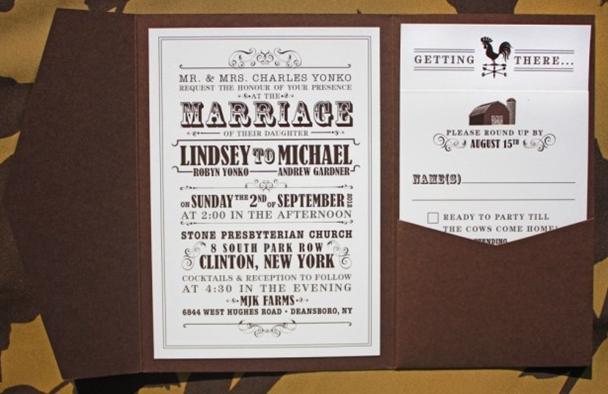 MR. & MRS. CHARLES YONKO
REQUEST THE HONOUR OF YOUR PRESENCE
AT THE
MARRIAGE
OF THEIR DAUGHTER
LINDSEY TO MICHAEL
ROBYN YONKO ANDREW GARDNER
ON SUNDAY THE 2ND OF SEPTEMBER 2012
AT 2:00 IN THE AFTERNOON
STONE PRESBYTERIAN CHURCH
8 SOUTH PARK ROW
CLINTON, NEW YORK
COCKTAILS & RECEPTION TO FOLLOW
AT 4:30 IN THE EVENING
MJK FARMS
6844 WEST HUGHES ROAD • DEANSBORO, NY
GETTING THERE...
PLEASE ROUND UP BY
AUGUST 15TH
NAME(S)
READY TO PARTY TILL
THE COWS COME HOME!